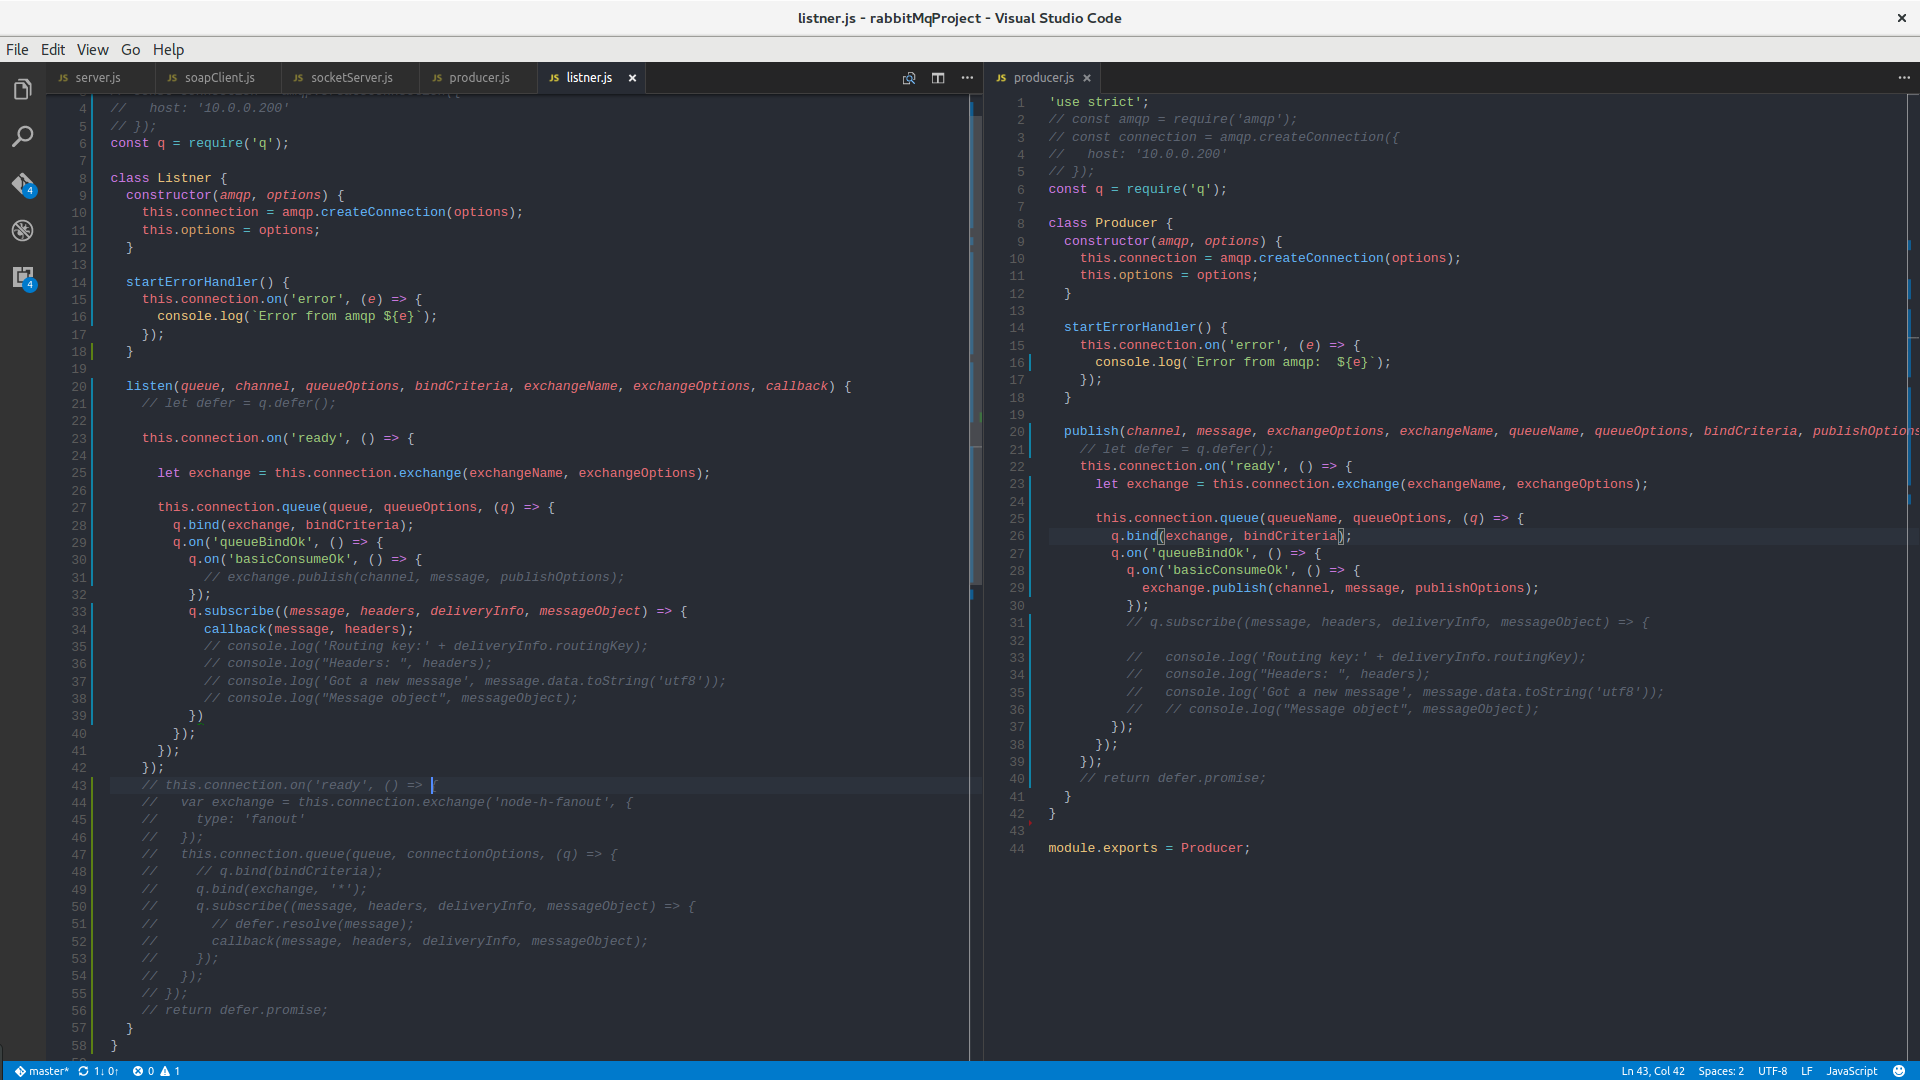 listner.js - rabbitMqProject - Visual Studio Code
File Edit View Go Help
JS server.js JS soapClient.js JS socketServer.js JS producer.js JS listner.js
4 //   host: '10.0.0.200'
5 // });
6 const q = require('q');
7
8 class Listner {
9   constructor(amqp, options) {
10     this.connection = amqp.createConnection(options);
11     this.options = options;
12   }
13
14   startErrorHandler() {
15     this.connection.on('error', (e) => {
16       console.log(`Error from amqp ${e}`);
17     });
18   }
19
20   listen(queue, channel, queueOptions, bindCriteria, exchangeName, exchangeOptions, callback) {
21     // let defer = q.defer();
22
23     this.connection.on('ready', () => {
24
25       let exchange = this.connection.exchange(exchangeName, exchangeOptions);
26
27       this.connection.queue(queue, queueOptions, (q) => {
28         q.bind(exchange, bindCriteria);
29         q.on('queueBindOk', () => {
30           q.on('basicConsumeOk', () => {
31             // exchange.publish(channel, message, publishOptions);
32           });
33           q.subscribe((message, headers, deliveryInfo, messageObject) => {
34             callback(message, headers);
35             // console.log('Routing key:' + deliveryInfo.routingKey);
36             // console.log("Headers: ", headers);
37             // console.log('Got a new message', message.data.toString('utf8'));
38             // console.log("Message object", messageObject);
39           })
40         });
41       });
42     });
43     // this.connection.on('ready', () => {
44     //   var exchange = this.connection.exchange('node-h-fanout', {
45     //     type: 'fanout'
46     //   });
47     //   this.connection.queue(queue, connectionOptions, (q) => {
48     //     // q.bind(bindCriteria);
49     //     q.bind(exchange, '*');
50     //     q.subscribe((message, headers, deliveryInfo, messageObject) => {
51     //       // defer.resolve(message);
52     //       callback(message, headers, deliveryInfo, messageObject);
53     //     });
54     //   });
55     // });
56     // return defer.promise;
57   }
58 }
JS producer.js
1 'use strict';
2 // const amqp = require('amqp');
3 // const connection = amqp.createConnection({
4 //   host: '10.0.0.200'
5 // });
6 const q = require('q');
7
8 class Producer {
9   constructor(amqp, options) {
10     this.connection = amqp.createConnection(options);
11     this.options = options;
12   }
13
14   startErrorHandler() {
15     this.connection.on('error', (e) => {
16       console.log(`Error from amqp:  ${e}`);
17     });
18   }
19
20   publish(channel, message, exchangeOptions, exchangeName, queueName, queueOptions, bindCriteria, publishOptions
21     // let defer = q.defer();
22     this.connection.on('ready', () => {
23       let exchange = this.connection.exchange(exchangeName, exchangeOptions);
24
25       this.connection.queue(queueName, queueOptions, (q) => {
26         q.bind(exchange, bindCriteria);
27         q.on('queueBindOk', () => {
28           q.on('basicConsumeOk', () => {
29             exchange.publish(channel, message, publishOptions);
30           });
31           // q.subscribe((message, headers, deliveryInfo, messageObject) => {
32
33           //   console.log('Routing key:' + deliveryInfo.routingKey);
34           //   console.log("Headers: ", headers);
35           //   console.log('Got a new message', message.data.toString('utf8'));
36           //   // console.log("Message object", messageObject);
37         });
38       });
39     });
40     // return defer.promise;
41   }
42 }
43
44 module.exports = Producer;
4
4
master* 1↓ 0↑ 0 1
Ln 43, Col 42 Spaces: 2 UTF-8 LF JavaScript